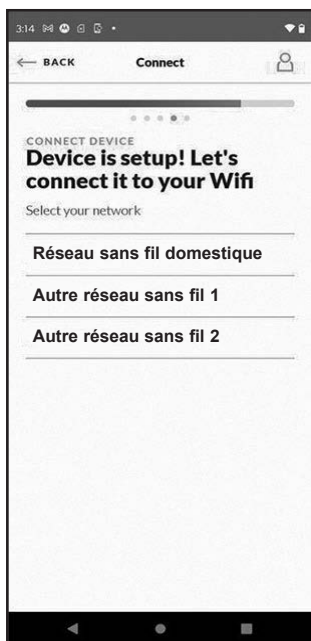 3:14
← BACK Connect
CONNECT DEVICE
Device is setup! Let's
connect it to your Wifi
Select your network
Réseau sans fil domestique
Autre réseau sans fil 1
Autre réseau sans fil 2